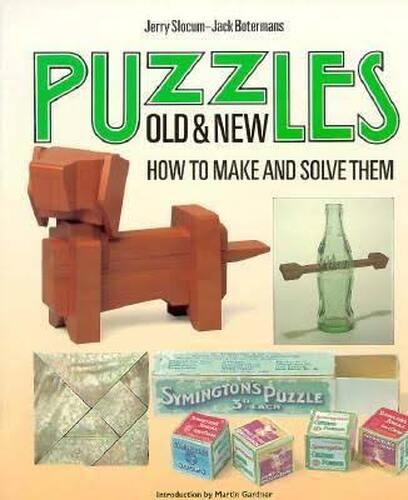 Jerry Slocum–Jack Botermans
PUZZLES
OLD & NEW
HOW TO MAKE AND SOLVE THEM
SYMINGTON'S PUZZLE
3D EACH
Introduction by Martin Gardner